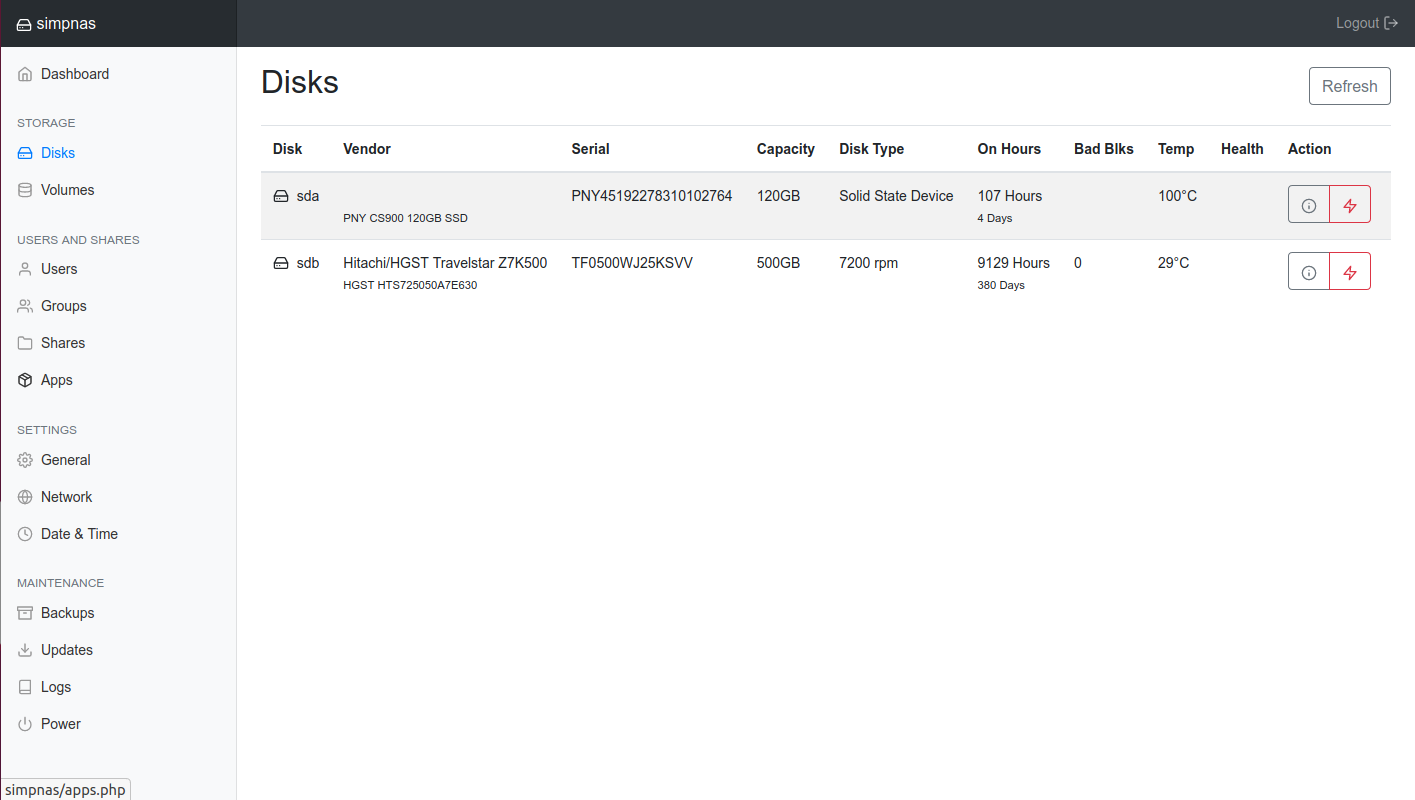 simpnas
Logout
Dashboard
STORAGE
Disks
Volumes
USERS AND SHARES
Users
Groups
Shares
Apps
SETTINGS
General
Network
Date & Time
MAINTENANCE
Backups
Updates
Logs
Power
simpnas/apps.php
Disks
Refresh
Disk Vendor Serial Capacity Disk Type On Hours Bad Blks Temp Health Action
sda PNY45192278310102764 120GB Solid State Device 107 Hours 100°C
PNY CS900 120GB SSD 4 Days
sdb Hitachi/HGST Travelstar Z7K500 TF0500WJ25KSVV 500GB 7200 rpm 9129 Hours 0 29°C
HGST HTS725050A7E630 380 Days